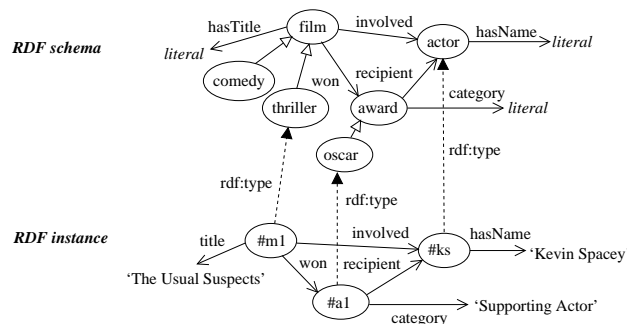 hasTitle
film
involved
actor
hasName
RDF schema
literal
literal
comedy
won
recipient
category
thriller
award
literal
oscar
rdf:type
rdf:type
rdf:type
RDF instance
title
#m1
involved
#ks
hasName
won
recipient
‘Kevin Spacey
‘The Usual Suspects’
#a1
‘Supporting Actor’
category